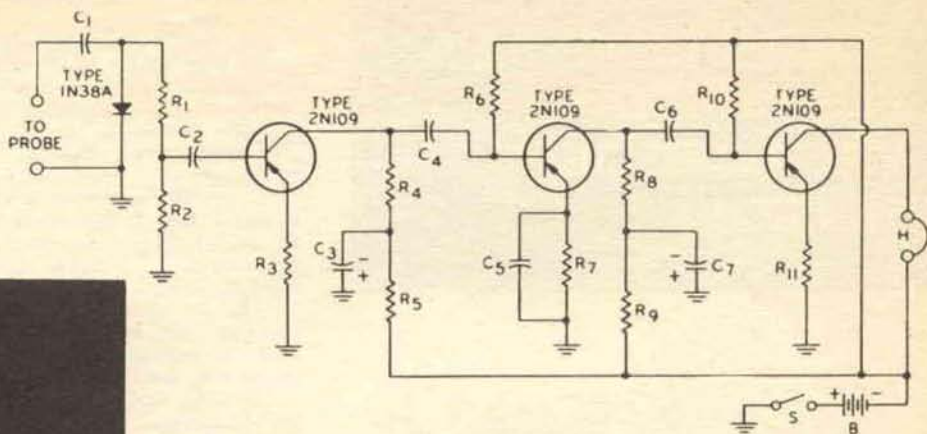 C1
TYPE
1N38A
TO
PROBE
R1
C2
R2
TYPE
2N109
R3
C4
R4
C3
- +
R5
R6
TYPE
2N109
C5
R7
C6
R8
- +
C7
R9
R10
TYPE
2N109
R11
H
S
+ -
B